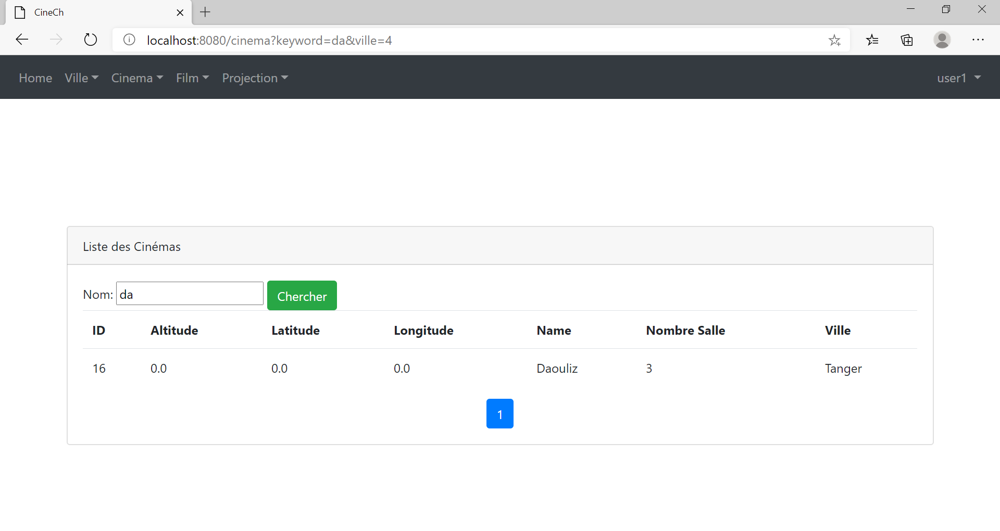 CineCh
localhost:8080/cinema?keyword=da&ville=4
Home Ville Cinema Film Projection user1
Liste des Cinémas
Nom: da Chercher
ID Altitude Latitude Longitude Name Nombre Salle Ville
16 0.0 0.0 0.0 Daouliz 3 Tanger
1